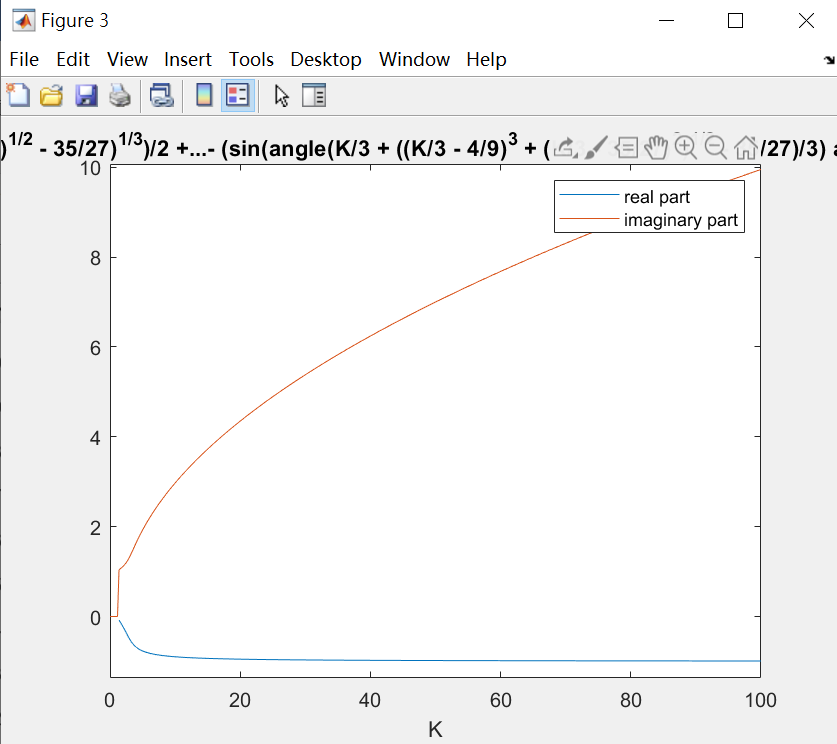 Figure 3
File Edit View Insert Tools Desktop Window Help
)^1/2 - 35/27)^1/3)/2 +...- (sin(angle(K/3 + ((K/3 - 4/9)^3 + ( /27)/3)
10
8
6
4
2
0
real part
imaginary part
0 20 40 60 80 100
K